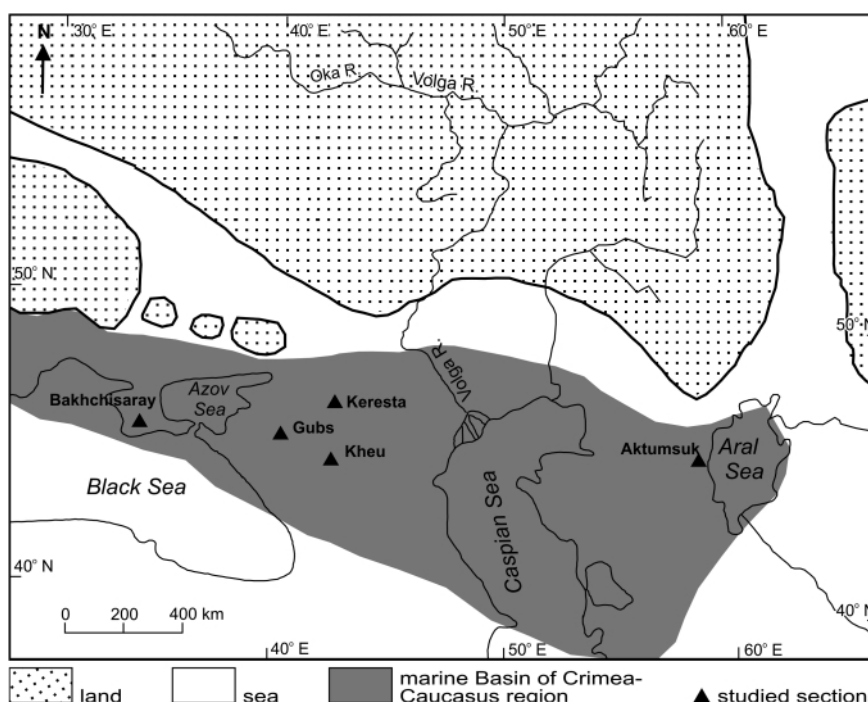 30° E 40° E 50° E 60° E
N
Oka R.
Volga R.
50° N
50° N
Volga R.
Bakhchisaray
Azov
Sea
Keresta
Gubs
Kheu
Aktumsuk
Aral
Sea
Black Sea
Caspian Sea
40° N
40° N
0 200 400 km
40° E 50° E 60° E
land sea marine Basin of Crimea-
Caucasus region
studied section